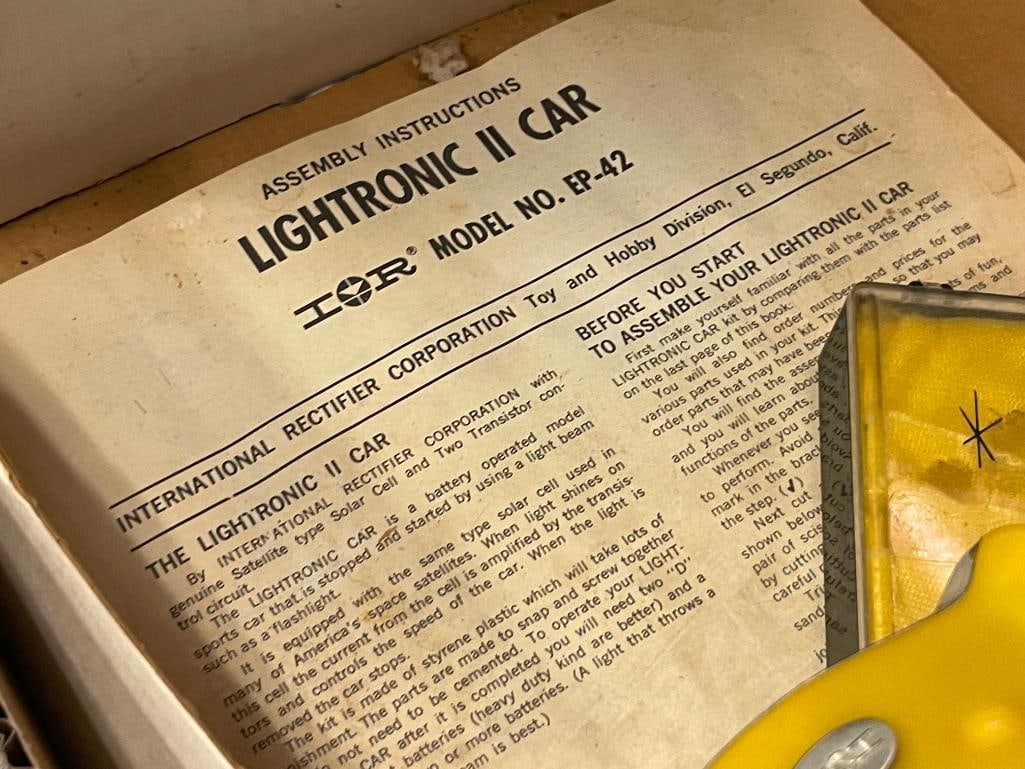 ASSEMBLY INSTRUCTIONS
LIGHTRONIC II CAR
IOR® MODEL NO. EP-42
INTERNATIONAL RECTIFIER CORPORATION Toy and Hobby Division, El Segundo, Calif.
THE LIGHTRONIC II CAR
By INTERNATIONAL RECTIFIER CORPORATION with
genuine Satellite type Solar Cell and Two Transistor con-
trol circuit.
The LIGHTRONIC CAR is a battery operated model
sports car that is stopped and started by using a light beam
such as a flashlight.
It is equipped with the same type solar cell used in
many of America's space satellites. When light shines on
this cell the current from the cell is amplified by the transis-
tors and controls the speed of the car. When the light is
removed the car stops.
The kit is made of styrene plastic which will take lots of
nishment. The parts are made to snap and screw together
not need to be cemented. To operate your LIGHT-
CAR after it is completed you will need two "D",
batteries (heavy duty kind are better) and a
or more batteries. (A light that throws a
is best.)
BEFORE YOU START
TO ASSEMBLE YOUR LIGHTRONIC II CAR
First make yourself familiar with all the parts in your
LIGHTRONIC CAR kit by comparing them with the parts list
on the last page of this book.
You will also find order numbers and prices for the
various parts used in your kit. This so that you may
order parts that may have been
You will find the
and you will learn about
functions of the parts.
Whenever you see
to perform. Avoid
mark in the
the step. (✓)
Next cut
shown below
pair of
by cutting
careful